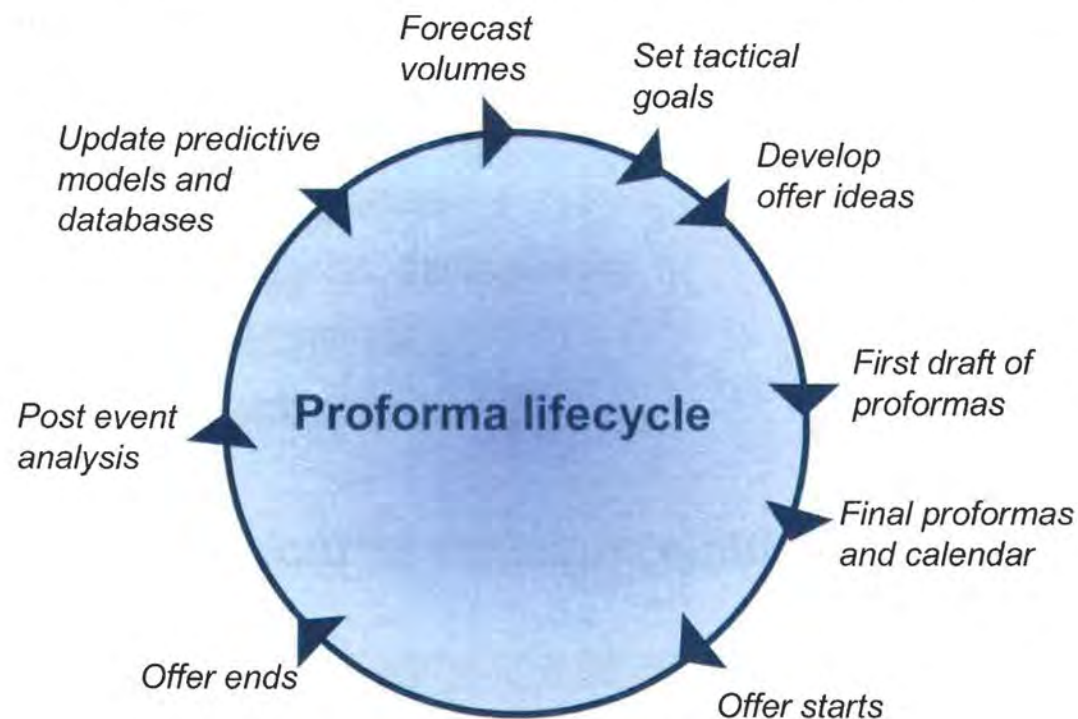 Forecast
volumes
Set tactical
goals
Develop
offer ideas
First draft of
proformas
Final proformas
and calendar
Offer starts
Offer ends
Post event
analysis
Update predictive
models and
databases
Proforma lifecycle